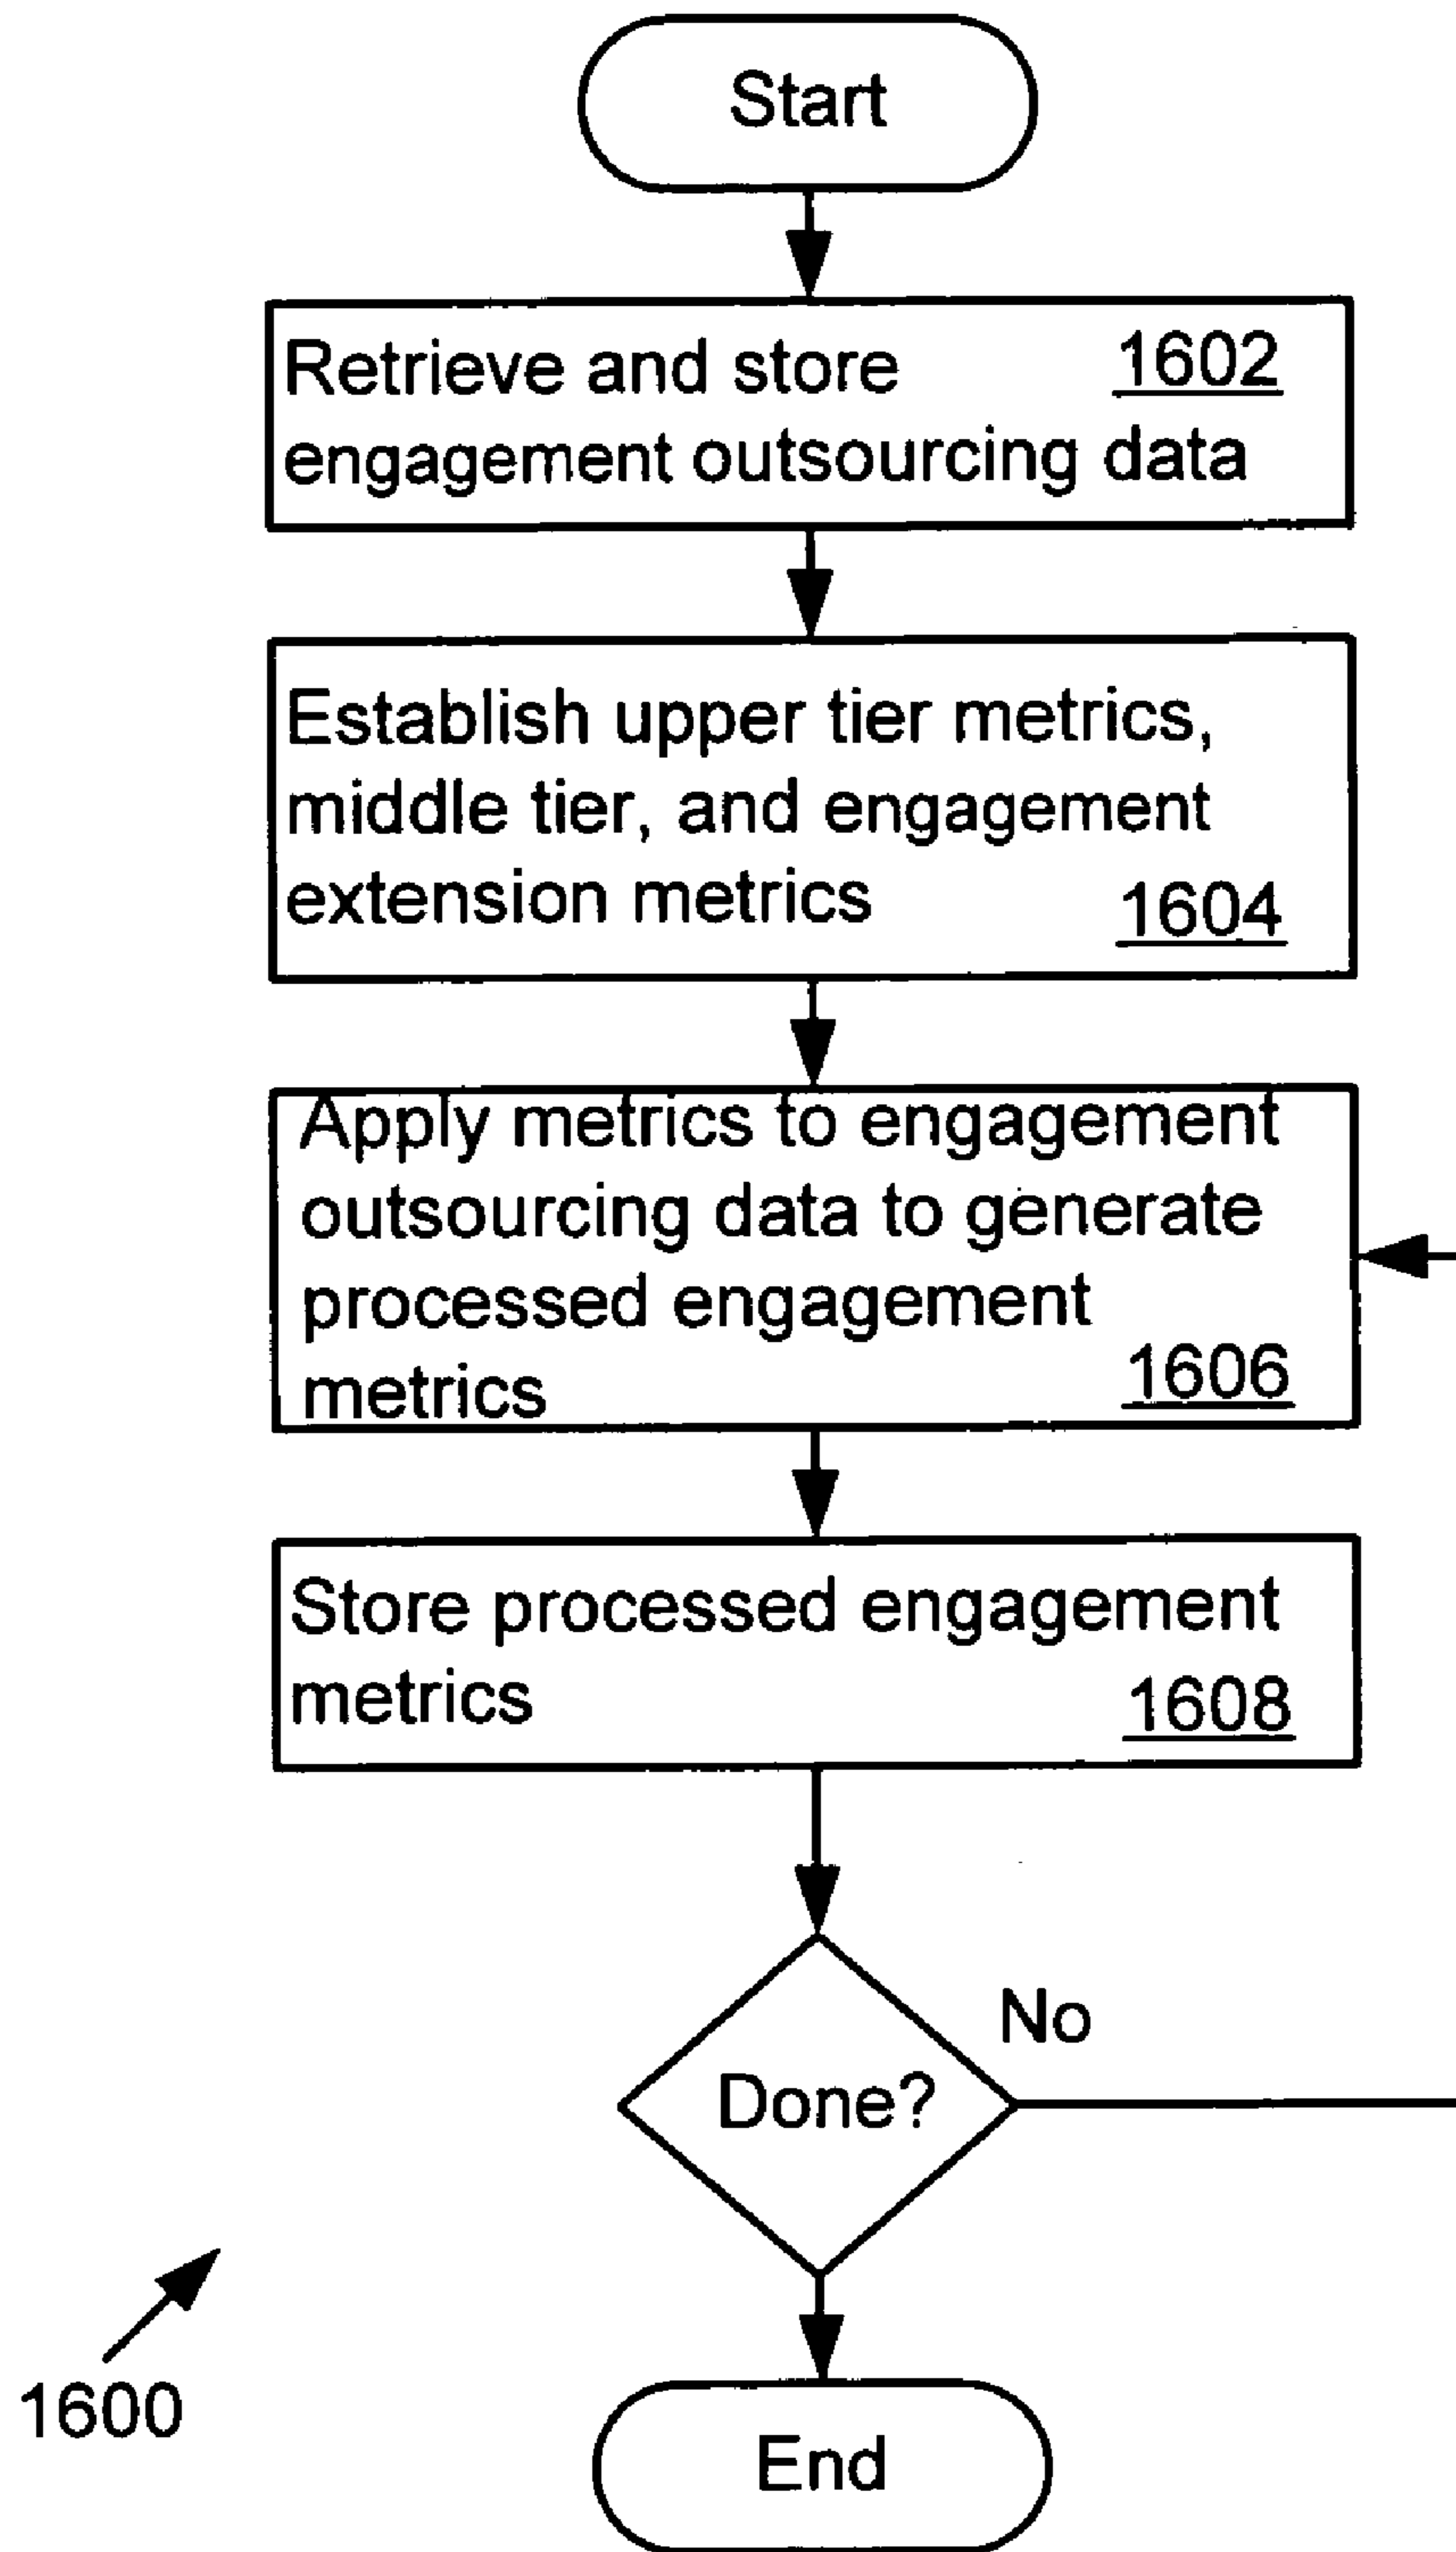 Start
Retrieve and store 1602
engagement outsourcing data
Establish upper tier metrics,
middle tier, and engagement
extension metrics 1604
Apply metrics to engagement
outsourcing data to generate
processed engagement
metrics 1606
Store processed engagement
metrics 1608
No
Done?
1600
End